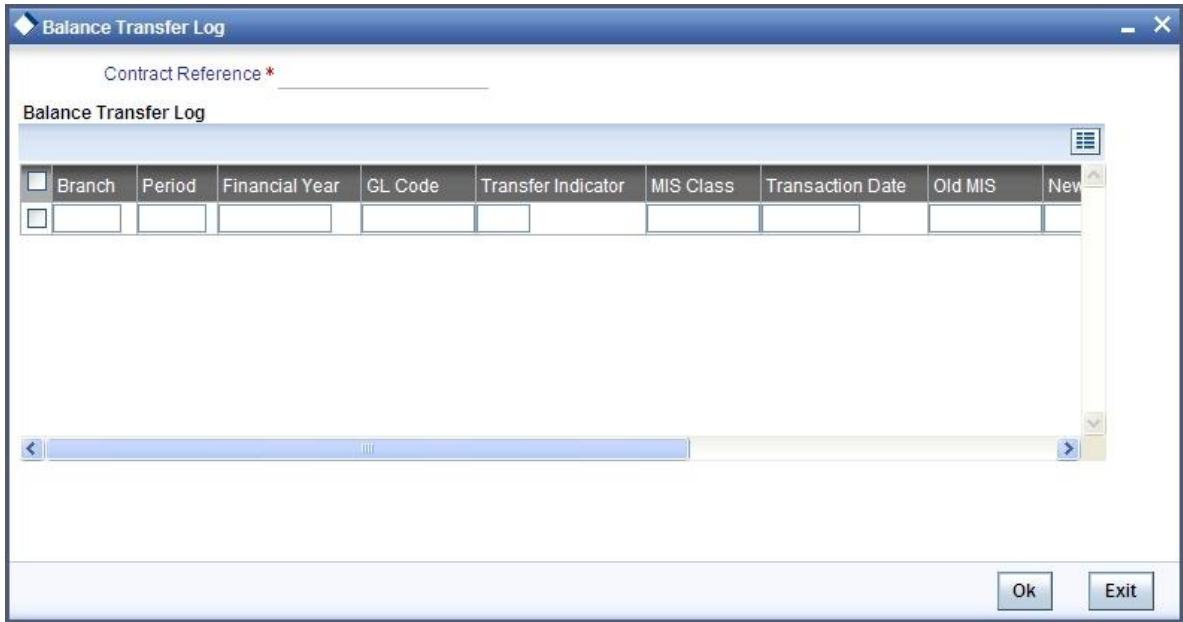 Balance Transfer Log
Contract Reference *
Balance Transfer Log
Branch Period Financial Year GL Code Transfer Indicator MIS Class Transaction Date Old MIS New
Ok Exit